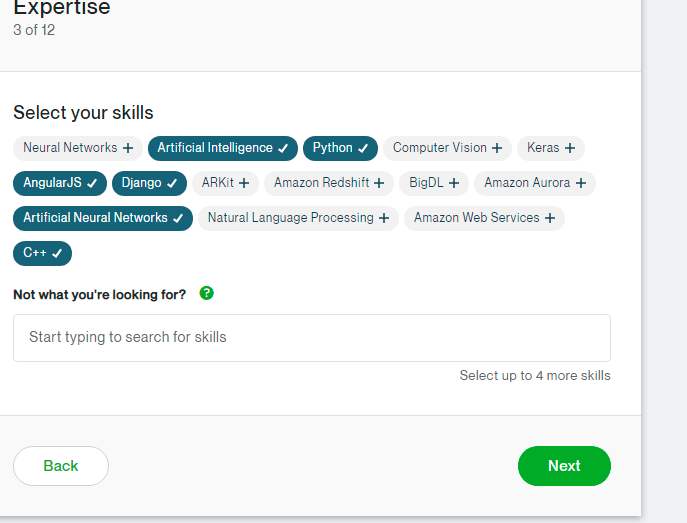 Expertise
3 of 12
Select your skills
Neural Networks + Artificial Intelligence ✓ Python ✓ Computer Vision + Keras +
AngularJS ✓ Django ✓ ARKit + Amazon Redshift + BigDL + Amazon Aurora +
Artificial Neural Networks ✓ Natural Language Processing + Amazon Web Services +
C++ ✓
Not what you're looking for? ?
Start typing to search for skills
Select up to 4 more skills
Back Next